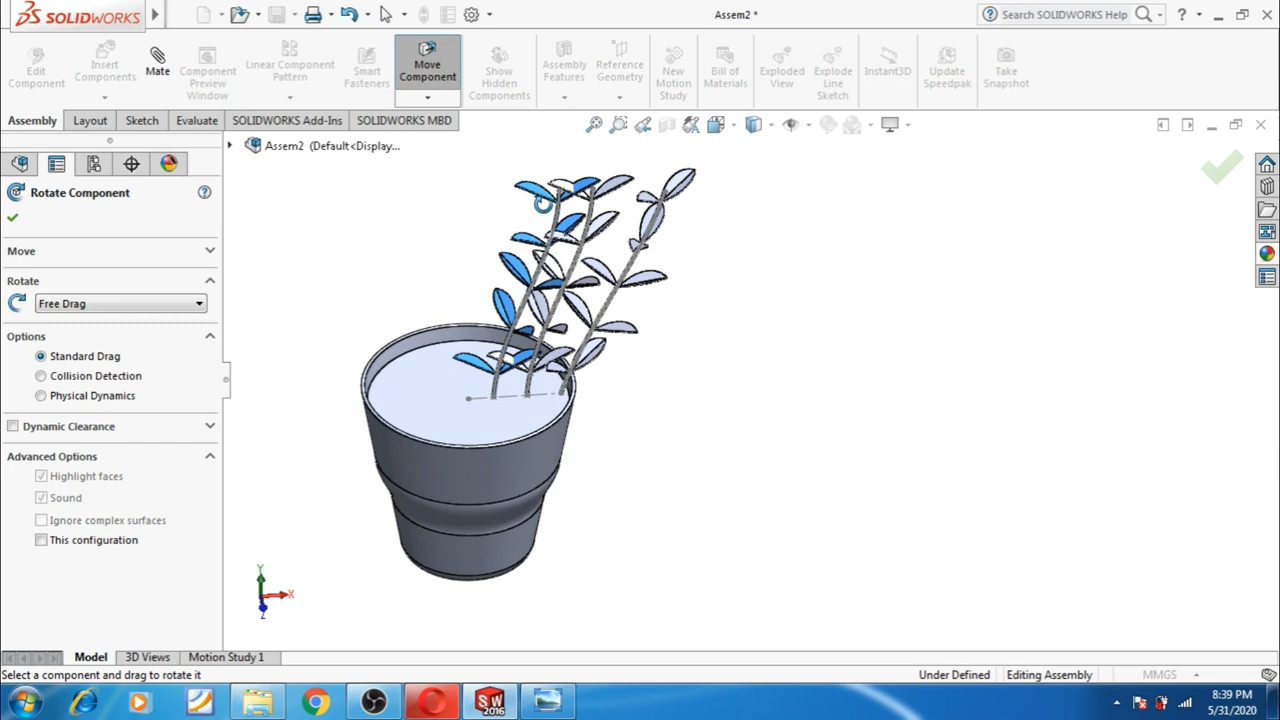 SOLIDWORKS
Assem2 *
Search SOLIDWORKS Help
?
Edit Component
Insert Components
Mate
Component Preview Window
Linear Component Pattern
Smart Fasteners
Move Component
Show Hidden Components
Assembly Features
Reference Geometry
New Motion Study
Bill of Materials
Exploded View
Explode Line Sketch
Instant3D
Update Speedpak
Take Snapshot
Assembly
Layout
Sketch
Evaluate
SOLIDWORKS Add-Ins
SOLIDWORKS MBD
Assem2 (Default<Display...
Rotate Component
?
Move
Rotate
Free Drag
Options
Standard Drag
Collision Detection
Physical Dynamics
Dynamic Clearance
Advanced Options
Highlight faces
Sound
Ignore complex surfaces
This configuration
Y
X
Z
Model
3D Views
Motion Study 1
Select a component and drag to rotate it
Under Defined
Editing Assembly
MMGS
SW
2016
8:39 PM
5/31/2020